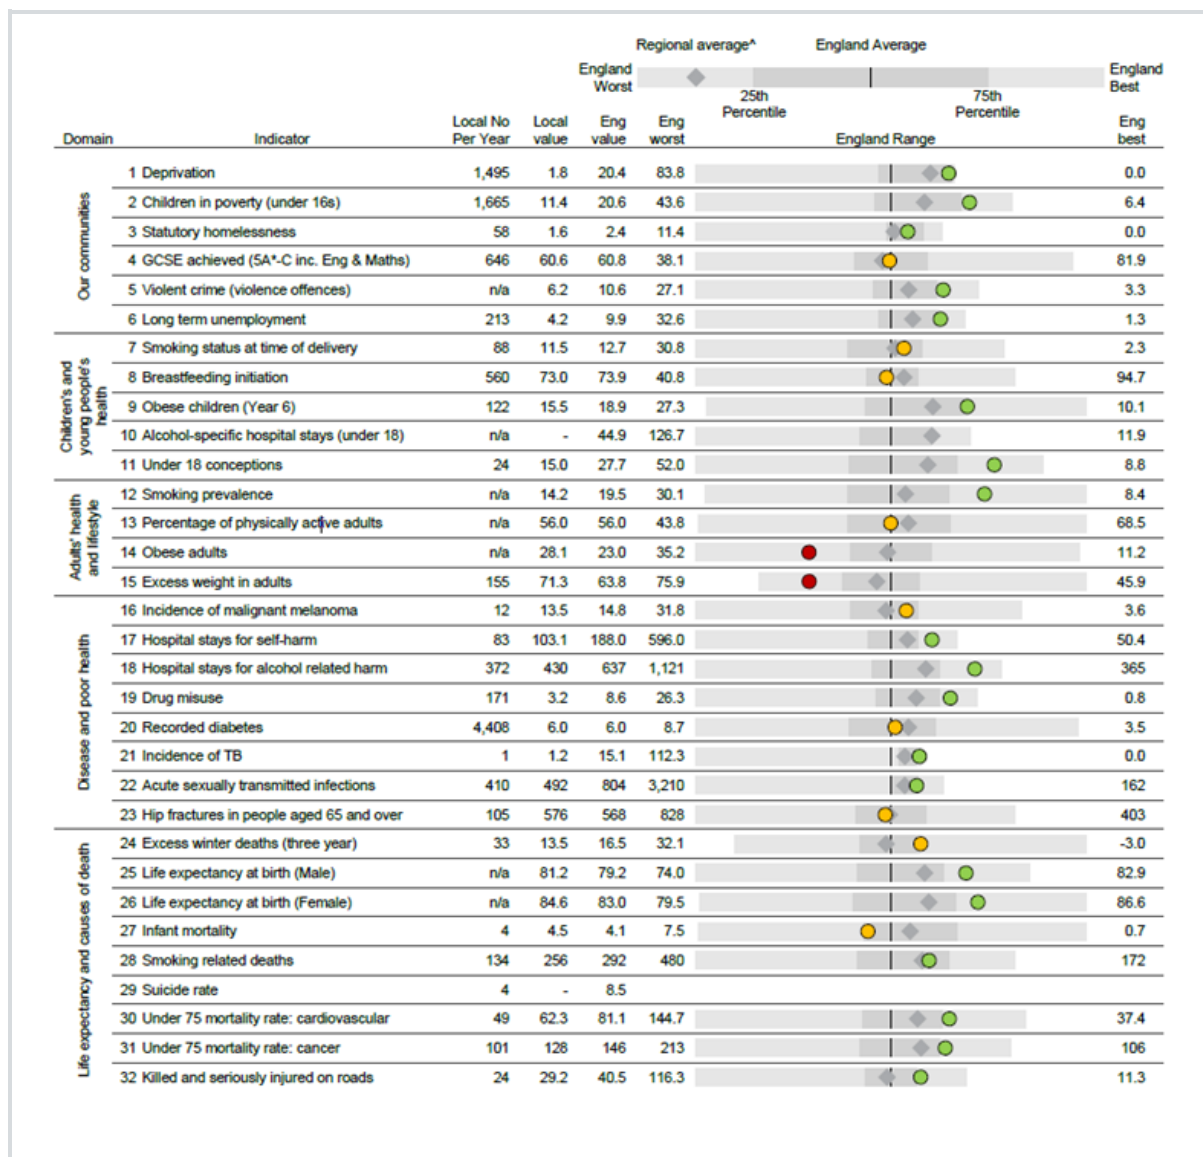 Regional average^ England Average
England Worst England Best
25th Percentile 75th Percentile
Domain Indicator Local No Per Year Local value Eng value Eng worst England Range Eng best
Our communities
1 Deprivation 1,495 1.8 20.4 83.8 0.0
2 Children in poverty (under 16s) 1,665 11.4 20.6 43.6 6.4
3 Statutory homelessness 58 1.6 2.4 11.4 0.0
4 GCSE achieved (5A*-C inc. Eng & Maths) 646 60.6 60.8 38.1 81.9
5 Violent crime (violence offences) n/a 6.2 10.6 27.1 3.3
6 Long term unemployment 213 4.2 9.9 32.6 1.3
Children's and young people's health
7 Smoking status at time of delivery 88 11.5 12.7 30.8 2.3
8 Breastfeeding initiation 560 73.0 73.9 40.8 94.7
9 Obese children (Year 6) 122 15.5 18.9 27.3 10.1
10 Alcohol-specific hospital stays (under 18) n/a - 44.9 126.7 11.9
11 Under 18 conceptions 24 15.0 27.7 52.0 8.8
Adults' health and lifestyle
12 Smoking prevalence n/a 14.2 19.5 30.1 8.4
13 Percentage of physically active adults n/a 56.0 56.0 43.8 68.5
14 Obese adults n/a 28.1 23.0 35.2 11.2
15 Excess weight in adults 155 71.3 63.8 75.9 45.9
Disease and poor health
16 Incidence of malignant melanoma 12 13.5 14.8 31.8 3.6
17 Hospital stays for self-harm 83 103.1 188.0 596.0 50.4
18 Hospital stays for alcohol related harm 372 430 637 1,121 365
19 Drug misuse 171 3.2 8.6 26.3 0.8
20 Recorded diabetes 4,408 6.0 6.0 8.7 3.5
21 Incidence of TB 1 1.2 15.1 112.3 0.0
22 Acute sexually transmitted infections 410 492 804 3,210 162
23 Hip fractures in people aged 65 and over 105 576 568 828 403
Life expectancy and causes of death
24 Excess winter deaths (three year) 33 13.5 16.5 32.1 -3.0
25 Life expectancy at birth (Male) n/a 81.2 79.2 74.0 82.9
26 Life expectancy at birth (Female) n/a 84.6 83.0 79.5 86.6
27 Infant mortality 4 4.5 4.1 7.5 0.7
28 Smoking related deaths 134 256 292 480 172
29 Suicide rate 4 - 8.5
30 Under 75 mortality rate: cardiovascular 49 62.3 81.1 144.7 37.4
31 Under 75 mortality rate: cancer 101 128 146 213 106
32 Killed and seriously injured on roads 24 29.2 40.5 116.3 11.3